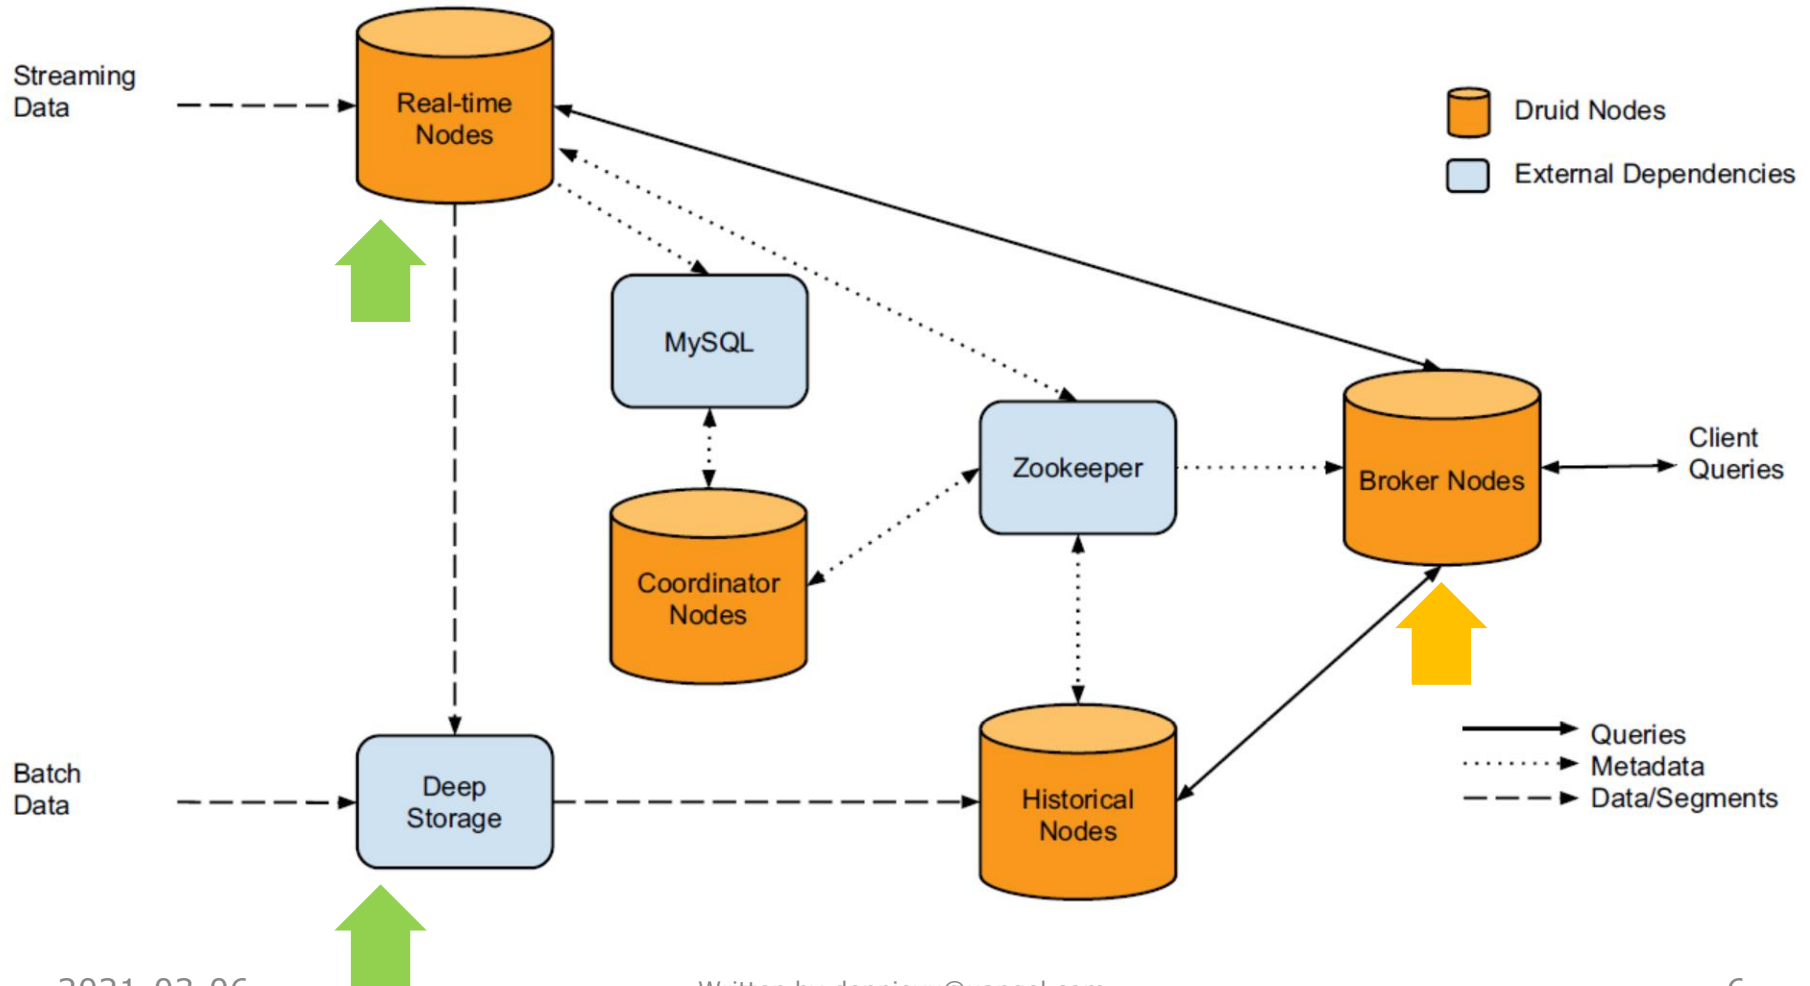 Streaming
Data
Real-time
Nodes
Druid Nodes
External Dependencies
MySQL
Zookeeper
Broker Nodes
Client
Queries
Coordinator
Nodes
Batch
Data
Deep
Storage
Historical
Nodes
Queries
Metadata
Data/Segments